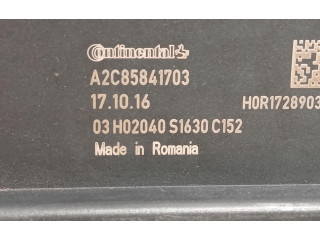 Continental
A2C85841703
17.10.16
H0R1728903
03 H02040 S1630 C152
Made in Romania